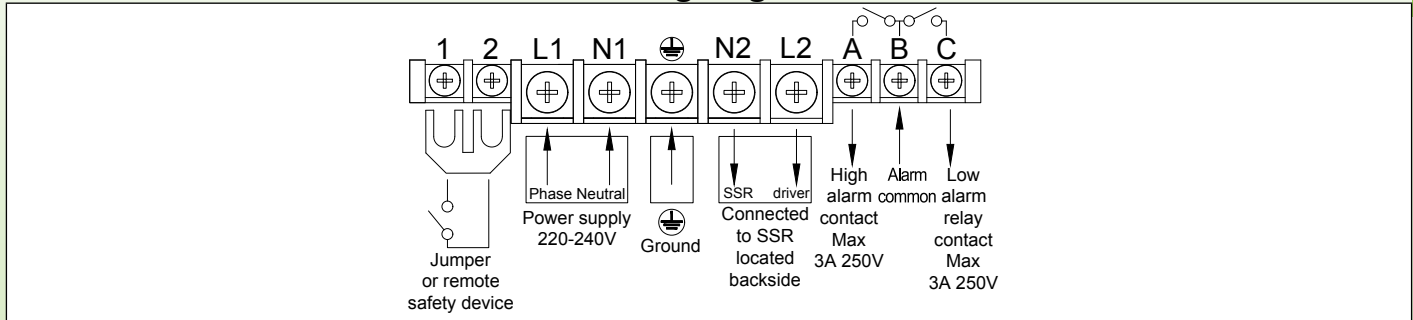 1 2 L1 N1 N2 L2 A B C
Phase Neutral
Power supply
220-240V
Ground
SSR driver
Connected
to SSR
located
backside
High
alarm
contact
Max
3A 250V
Alarm
common
Low
alarm
relay
contact
Max
3A 250V
Jumper
or remote
safety device